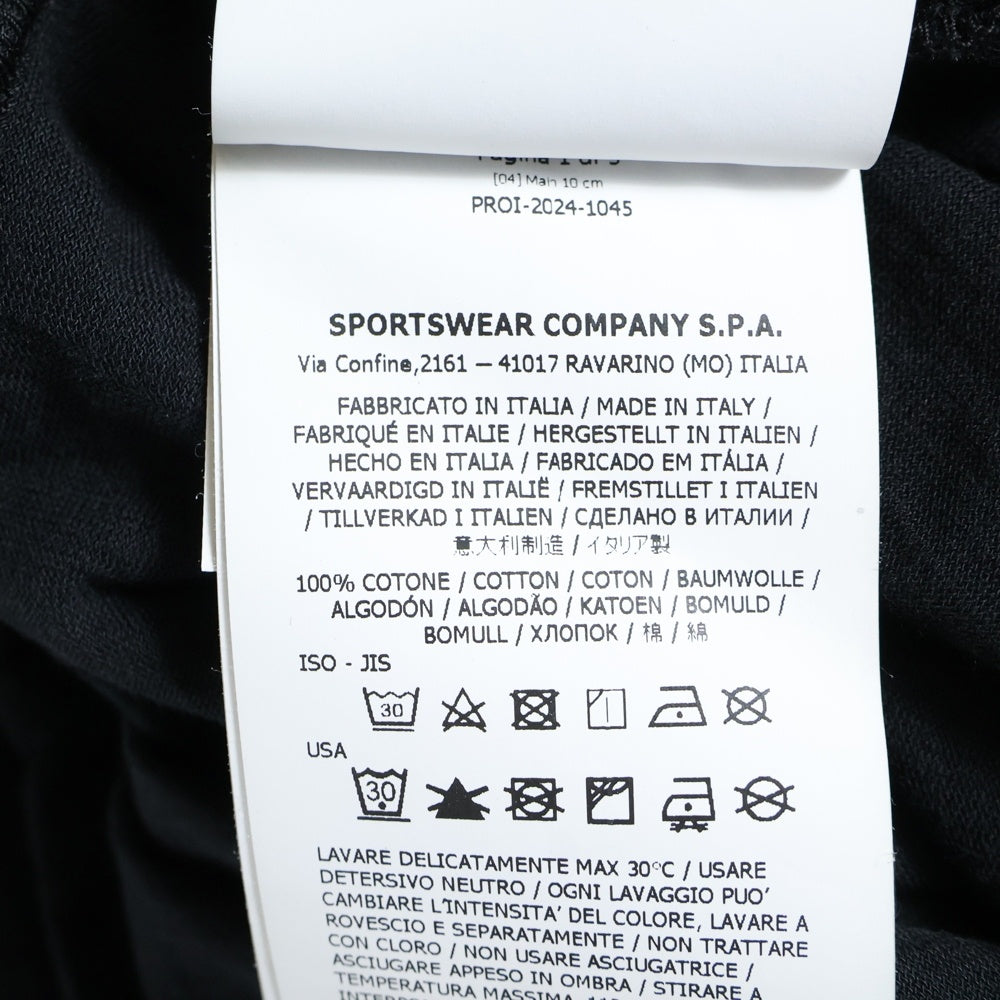 Pagina 1 di
[04] Main 10 cm
PROI-2024-1045
SPORTSWEAR COMPANY S.P.A.
Via Confine,2161 – 41017 RAVARINO (MO) ITALIA
FABBRICATO IN ITALIA / MADE IN ITALY /
FABRIQUÉ EN ITALIE / HERGESTELLT IN ITALIEN /
HECHO EN ITALIA / FABRICADO EM ITÁLIA /
VERVAARDIGD IN ITALIË / FREMSTILLET I ITALIEN
/ TILLVERKAD I ITALIEN / СДЕЛАНО В ИТАЛИИ /
意大利制造 / イタリア製
100% COTONE / COTTON / COTON / BAUMWOLLE /
ALGODÓN / ALGODÃO / KATOEN / BOMULD /
BOMULL / ХЛОПОК / 棉 / 綿
ISO - JIS
30
USA
30
LAVARE DELICATAMENTE MAX 30°C / USARE
DETERSIVO NEUTRO / OGNI LAVAGGIO PUO'
CAMBIARE L'INTENSITA' DEL COLORE, LAVARE A
ROVESCIO E SEPARATAMENTE / NON TRATTARE
CON CLORO / NON USARE ASCIUGATRICE /
ASCIUGARE APPESO IN OMBRA / STIRARE A
TEMPERATURA MASSIMA